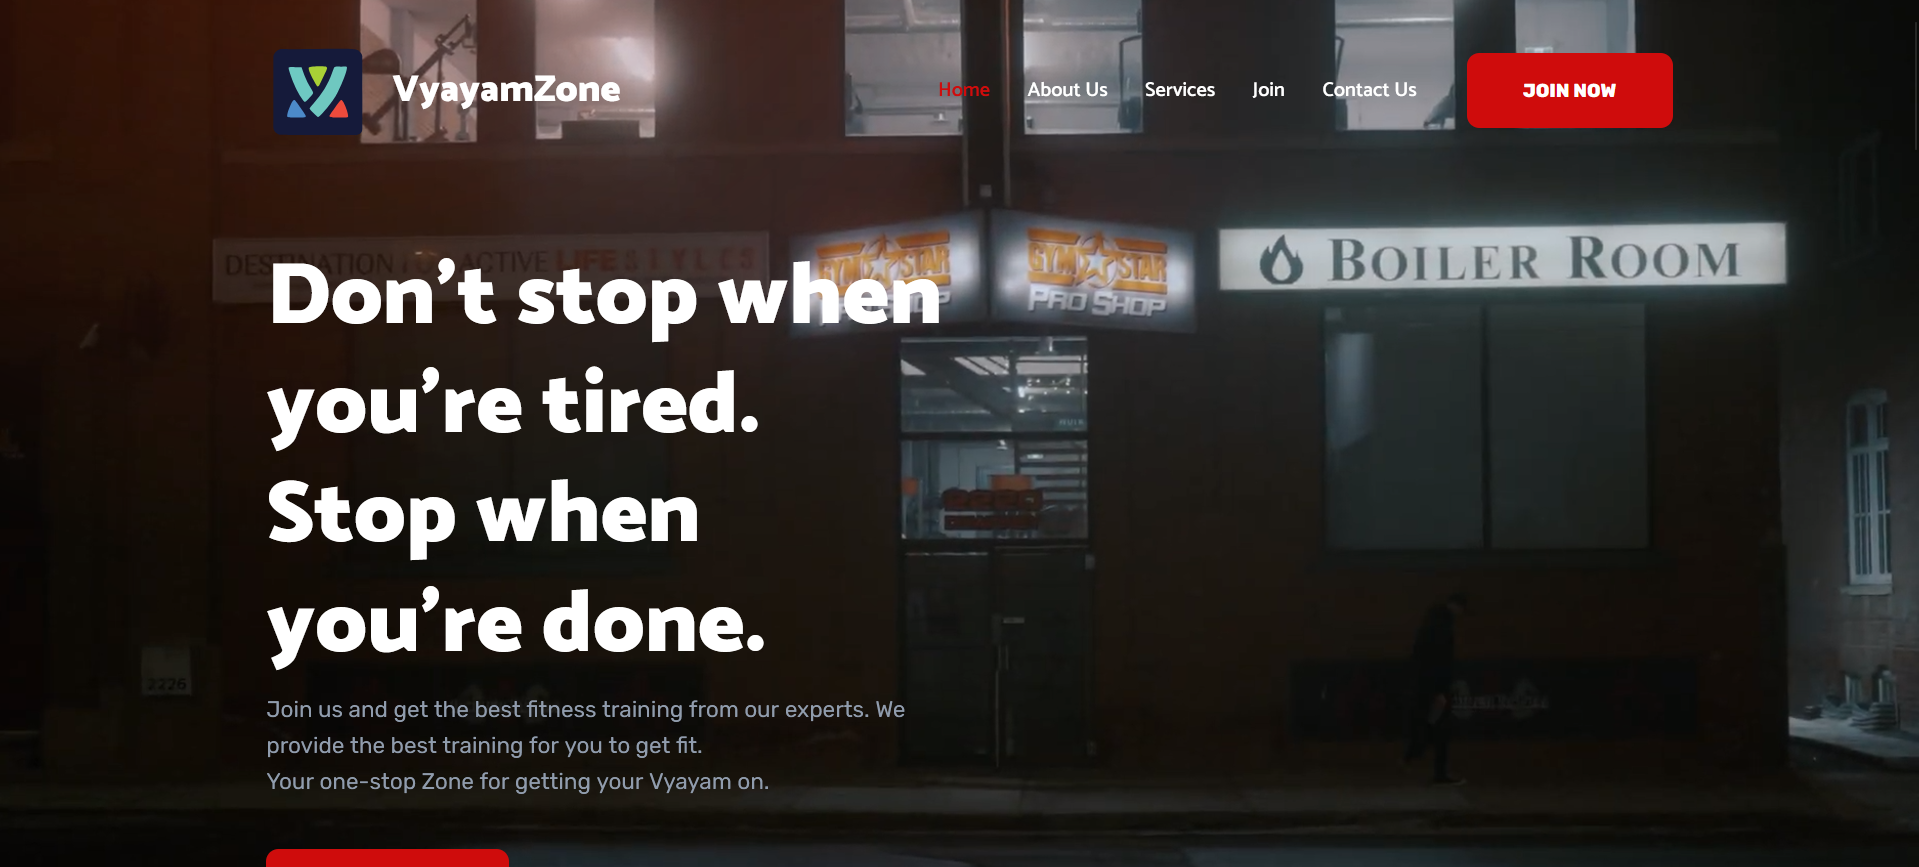 VyayamZone
Home About Us Services Join Contact Us JOIN NOW
DESTINATION ACTIVE LIFESTYLES
GYM STAR
GYM STAR
PRO SHOP
BOILER ROOM
Don’t stop when
you’re tired.
Stop when
you’re done.
2226
Join us and get the best fitness training from our experts. We
provide the best training for you to get fit.
Your one-stop Zone for getting your Vyayam on.